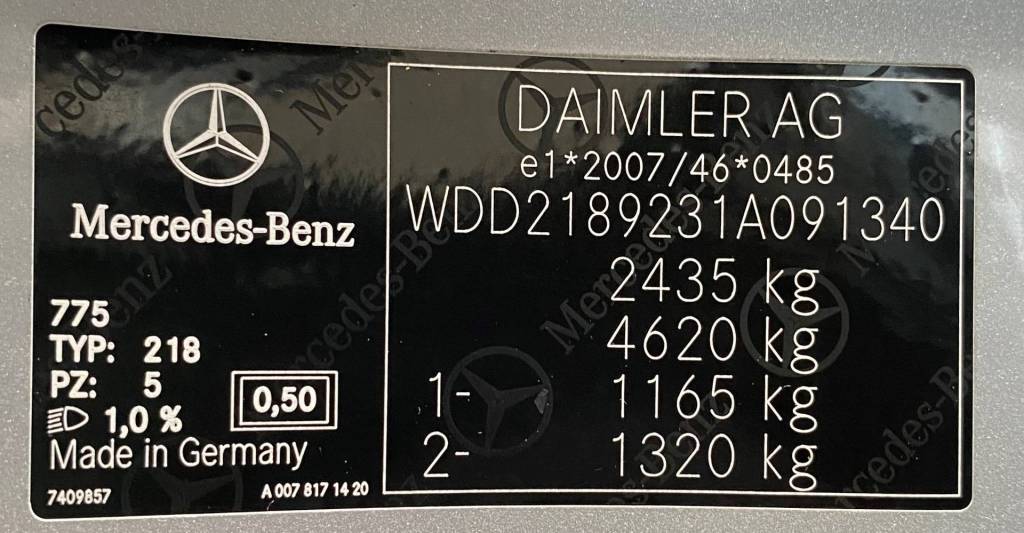 Mercedes-Benz
775
TYP: 218
PZ: 5
1,0 %
0,50
Made in Germany
7409857
A 007 817 14 20
DAIMLER AG
e1*2007/46*0485
WDD2189231A091340
2435 kg
4620 kg
1- 1165 kg
2- 1320 kg